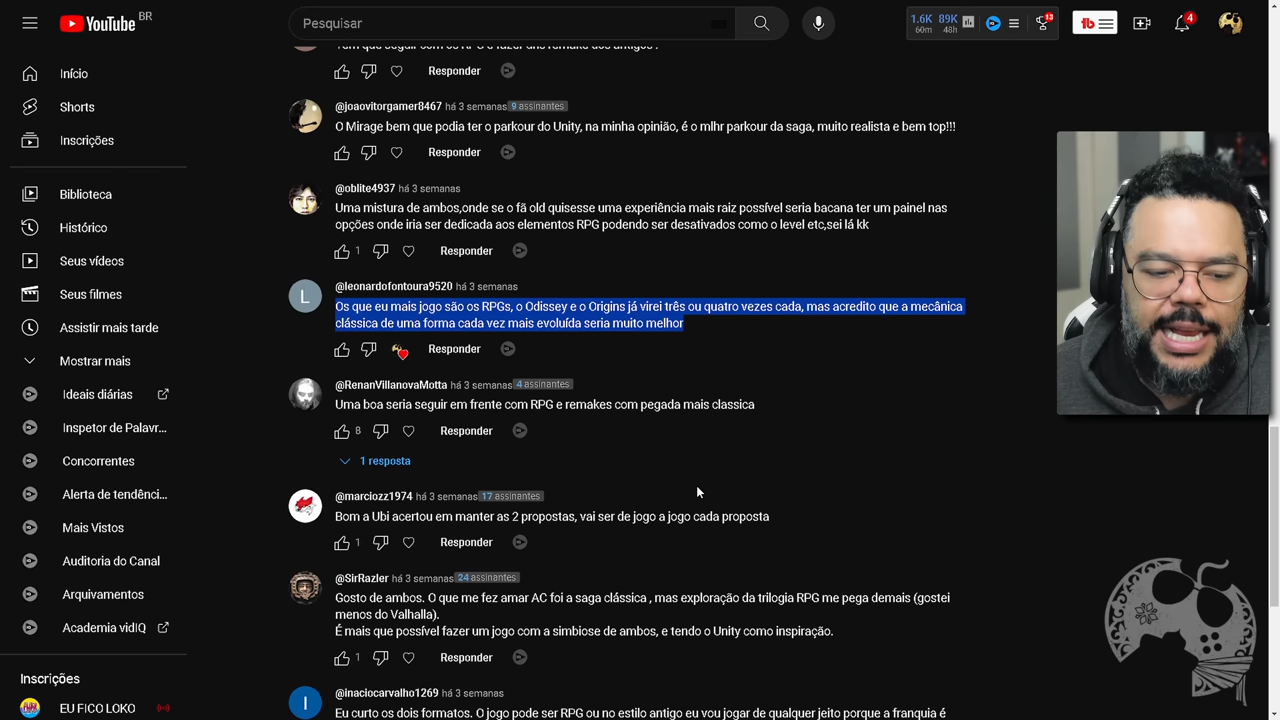 YouTube BR
Pesquisar
1.6K 89K
60m 48h
13
tb
4
Início
Shorts
Inscrições
Biblioteca
Histórico
Seus vídeos
Seus filmes
Assistir mais tarde
Mostrar mais
Ideais diárias
Inspetor de Palavr...
Concorrentes
Alerta de tendênci...
Mais Vistos
Auditoria do Canal
Arquivamentos
Academia vidIQ
Inscrições
EU FICO LOKO
Responder
@joaovitorgamer8467 há 3 semanas 9 assinantes
O Mirage bem que podia ter o parkour do Unity, na minha opinião, é o mlhr parkour da saga, muito realista e bem top!!!
Responder
@oblite4937 há 3 semanas
Uma mistura de ambos,onde se o fã old quisesse uma experiência mais raiz possível seria bacana ter um painel nas
opções onde iria ser dedicada aos elementos RPG podendo ser desativados como o level etc,sei lá kk
1 Responder
L
@leonardofontoura9520 há 3 semanas
Os que eu mais jogo são os RPGs, o Odissey e o Origins já virei três ou quatro vezes cada, mas acredito que a mecânica
clássica de uma forma cada vez mais evoluída seria muito melhor
Responder
@RenanVillanovaMotta há 3 semanas 4 assinantes
Uma boa seria seguir em frente com RPG e remakes com pegada mais classica
8 Responder
1 resposta
@marciozz1974 há 3 semanas 17 assinantes
Bom a Ubi acertou em manter as 2 propostas, vai ser de jogo a jogo cada proposta
1 Responder
@SirRazler há 3 semanas 24 assinantes
Gosto de ambos. O que me fez amar AC foi a saga clássica , mas exploração da trilogia RPG me pega demais (gostei
menos do Valhalla).
É mais que possível fazer um jogo com a simbiose de ambos, e tendo o Unity como inspiração.
1 Responder
I
@inaciocarvalho1269 há 3 semanas
Eu curto os dois formatos. O jogo pode ser RPG ou no estilo antigo eu vou jogar de qualquer jeito porque a franquia é